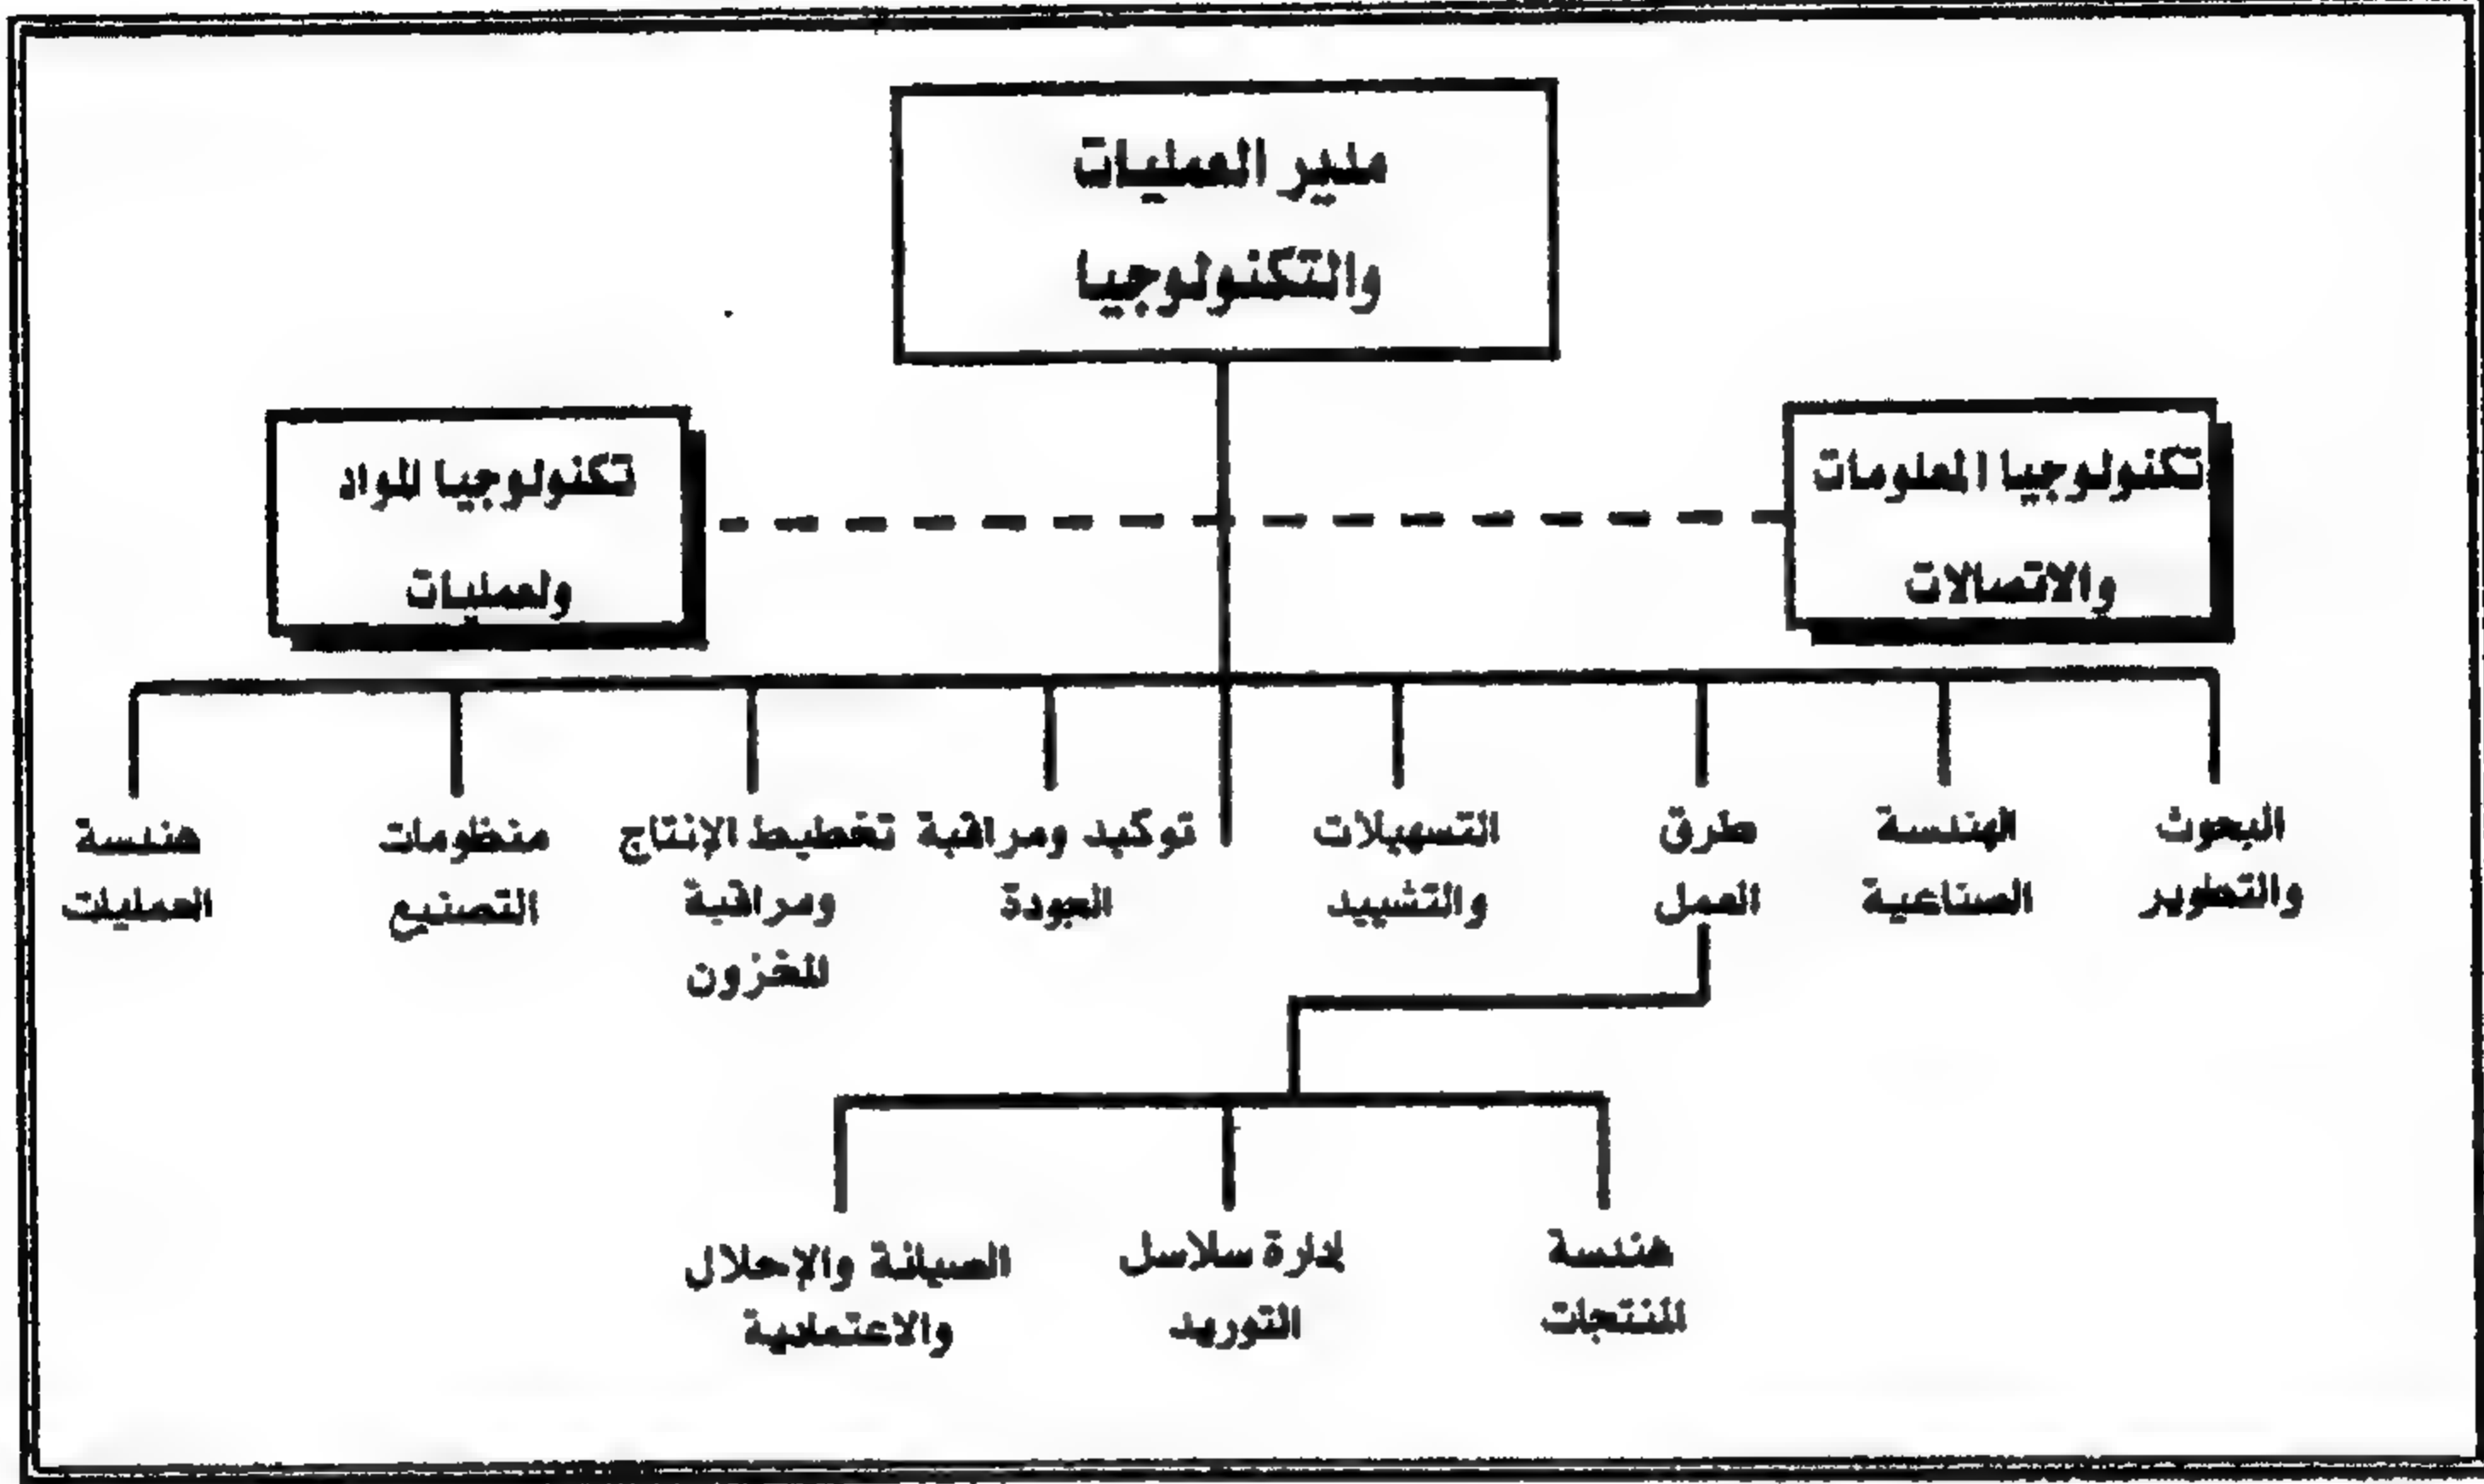 مدير العمليات
والتكنولوجيا
تكنولوجيا المعلومات
والاتصالات
تكنولوجيا المواد
ولعمليات
البحوث
والتطوير
الهندسة
الصناعية
طرق
العمل
التسهيلات
والتشييد
توكيد ومراقبة
الجودة
تخطيط الإنتاج
ومراقبة
المخزون
منظومات
التصنيع
هندسة
العمليات
هندسة
المنتجات
إدارة سلاسل
التوريد
الصيانة والإحلال
والاعتمادية